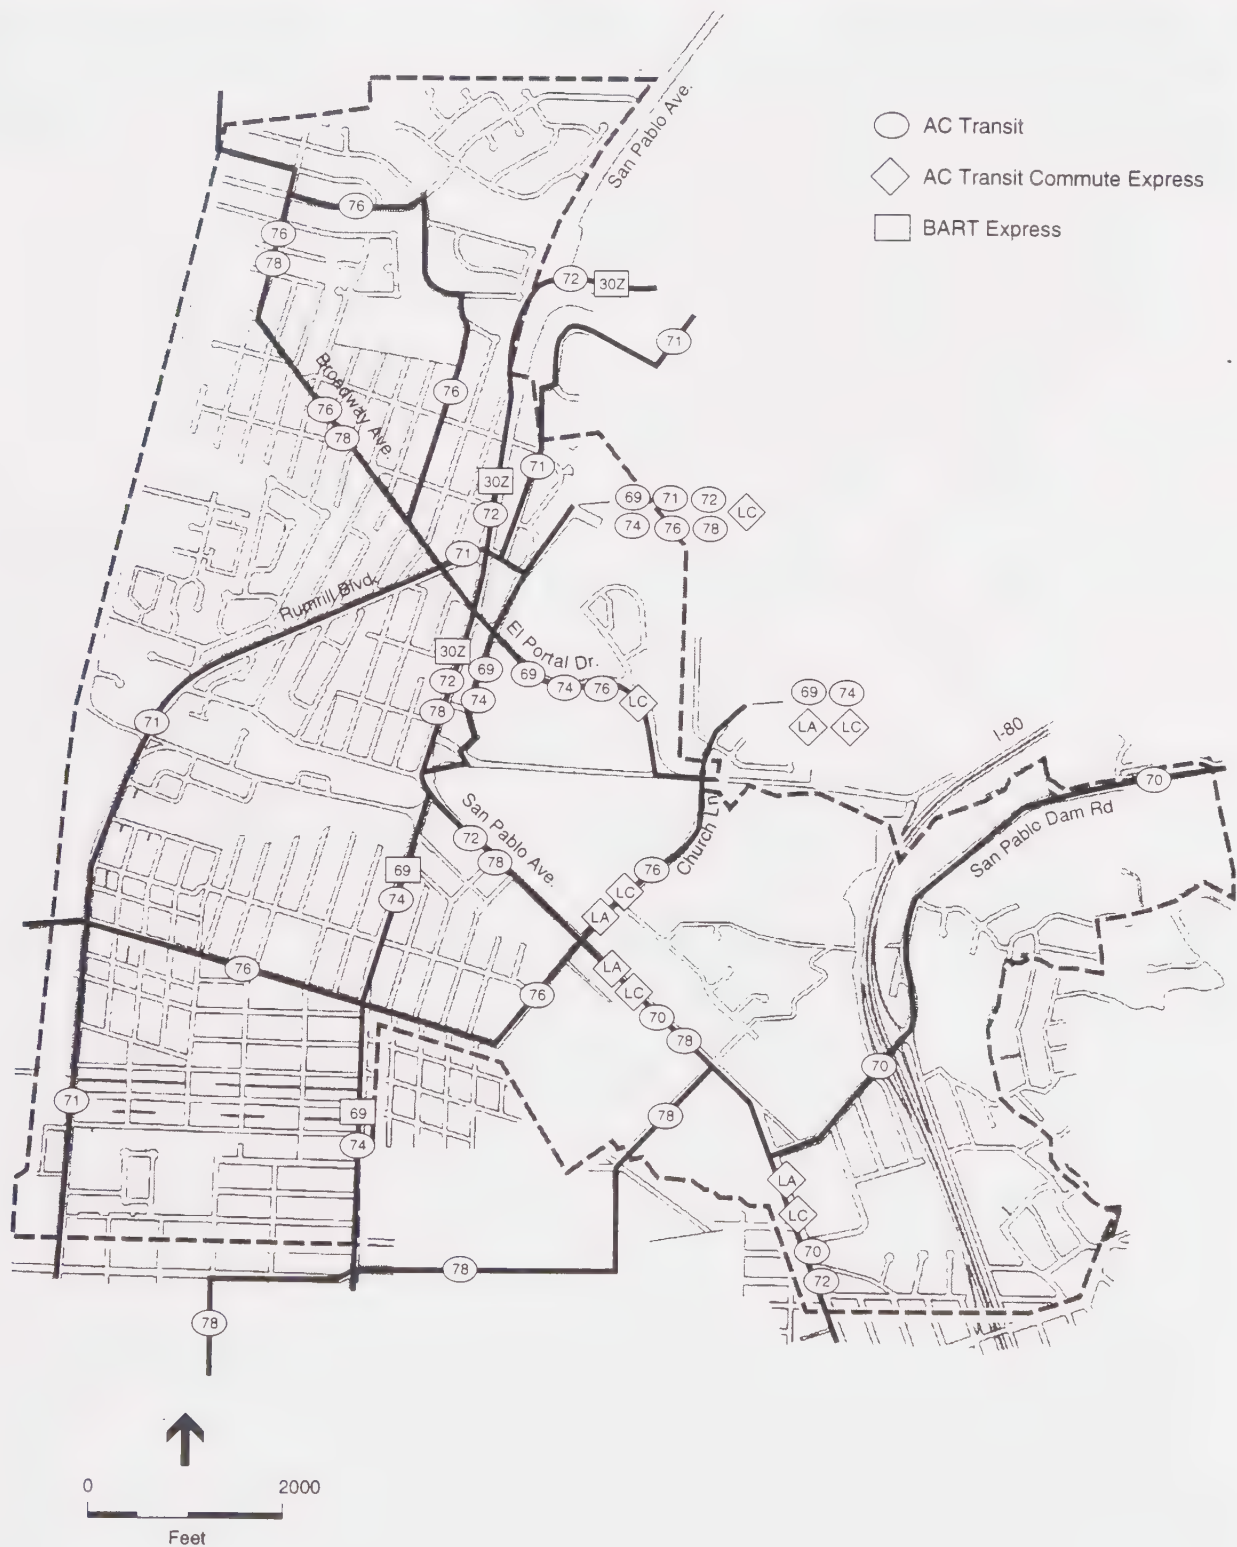 San Pablo Ave.
AC Transit
AC Transit Commute Express
BART Express
76
76
78
72
30Z
71
Broadway Ave.
76
76
78
30Z
71
72
69
71
72
LC
74
76
78
71
Rumrill Blvd.
El Portal Dr.
30Z
72
78
69
74
69
74
76
LC
69
74
LA
LC
71
I-80
70
San Pablo Dam Rd
San Pablo Ave.
72
78
Church Ln.
76
LC
LA
69
74
76
76
LA
LC
70
78
70
71
78
69
74
LA
LC
70
72
78
78
0
2000
Feet